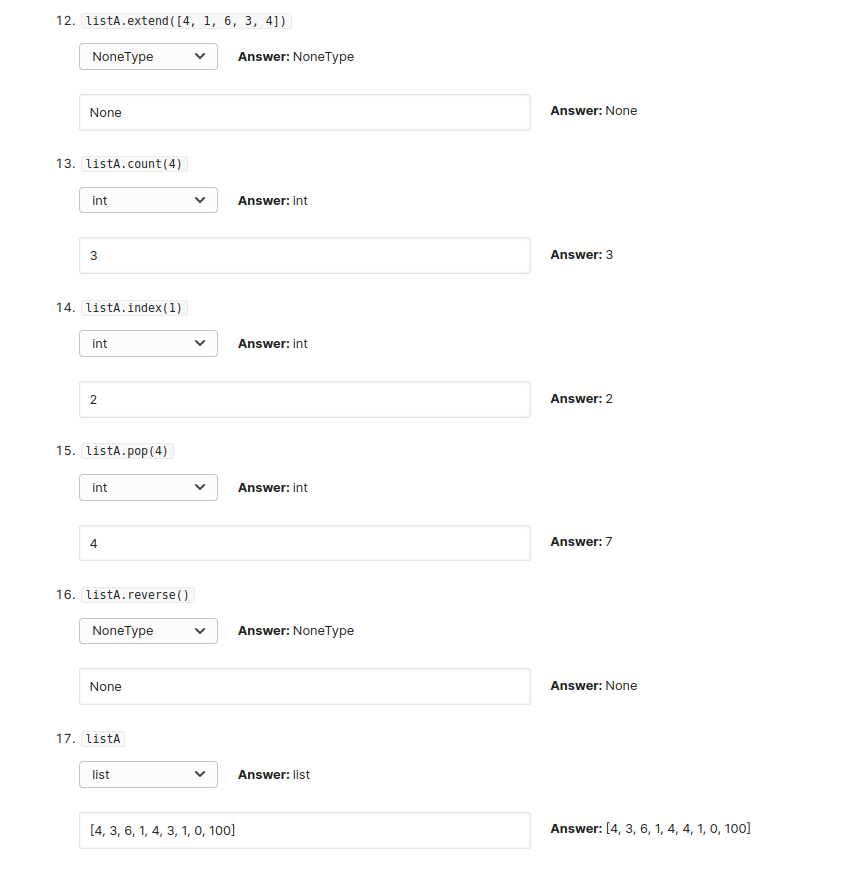 12. listA.extend([4, 1, 6, 3, 4])
NoneType Answer: NoneType
None Answer: None
13. listA.count(4)
int Answer: int
3 Answer: 3
14. listA.index(1)
int Answer: int
2 Answer: 2
15. listA.pop(4)
int Answer: int
4 Answer: 7
16. listA.reverse()
NoneType Answer: NoneType
None Answer: None
17. listA
list Answer: list
[4, 3, 6, 1, 4, 3, 1, 0, 100] Answer: [4, 3, 6, 1, 4, 4, 1, 0, 100]